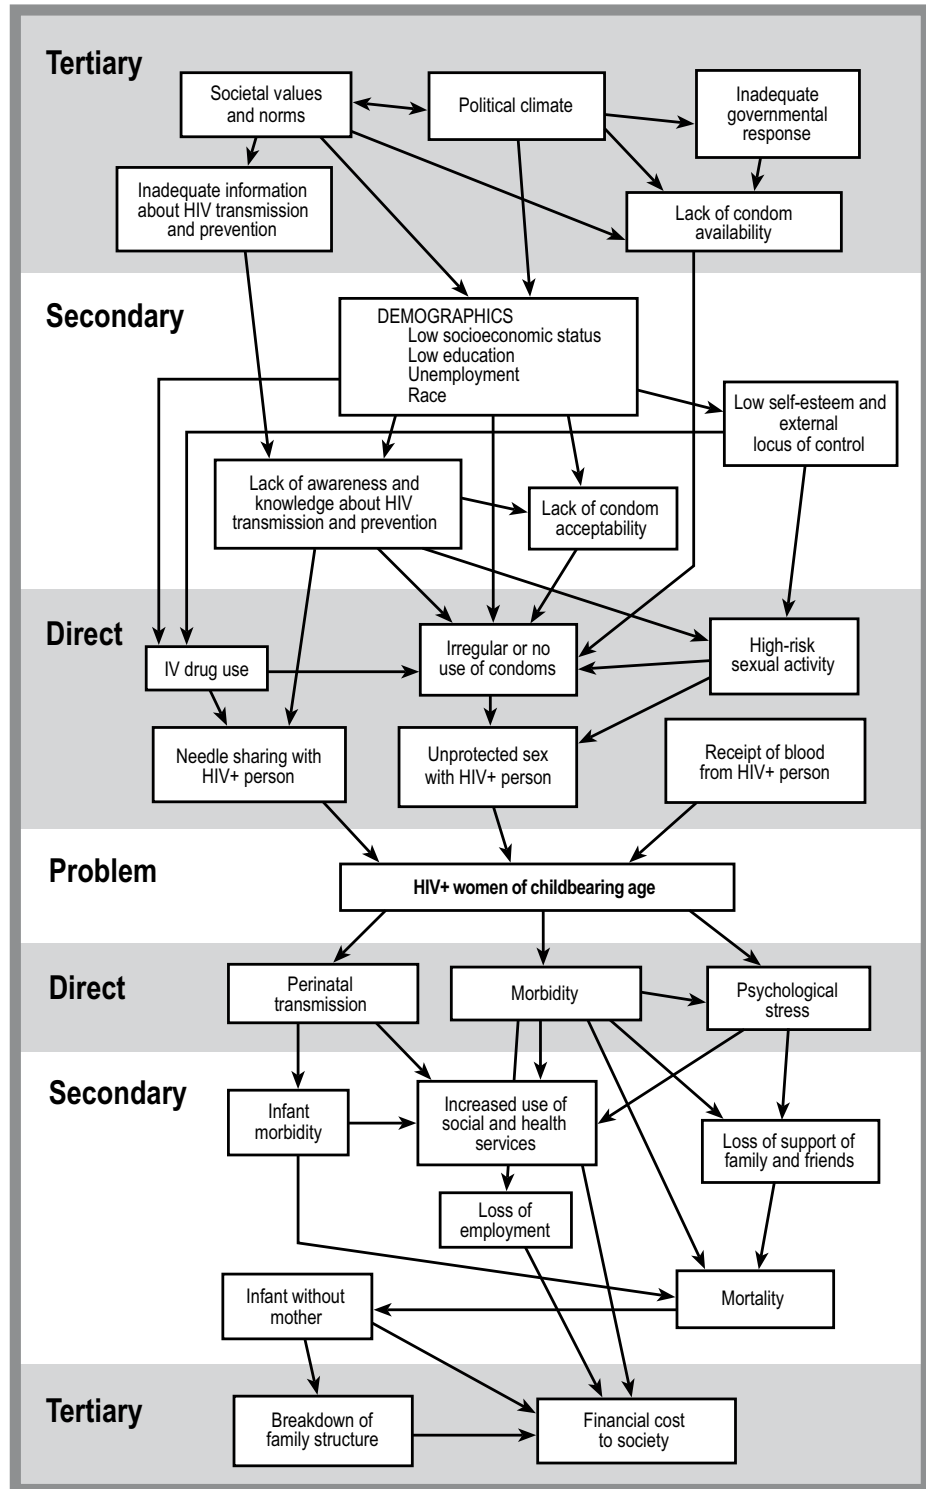 Tertiary
Societal values
and norms
Political climate
Inadequate
governmental
response
Inadequate information
about HIV transmission
and prevention
Lack of condom
availability
Secondary
DEMOGRAPHICS
Low socioeconomic status
Low education
Unemployment
Race
Low self-esteem and
external
locus of control
Lack of awareness and
knowledge about HIV
transmission and prevention
Lack of condom
acceptability
Direct
IV drug use
Irregular or no
use of condoms
High-risk
sexual activity
Needle sharing with
HIV+ person
Unprotected sex
with HIV+ person
Receipt of blood
from HIV+ person
Problem
HIV+ women of childbearing age
Direct
Perinatal
transmission
Morbidity
Psychological
stress
Secondary
Infant
morbidity
Increased use of
social and health
services
Loss of support of
family and friends
Loss of
employment
Infant without
mother
Mortality
Tertiary
Breakdown of
family structure
Financial cost
to society